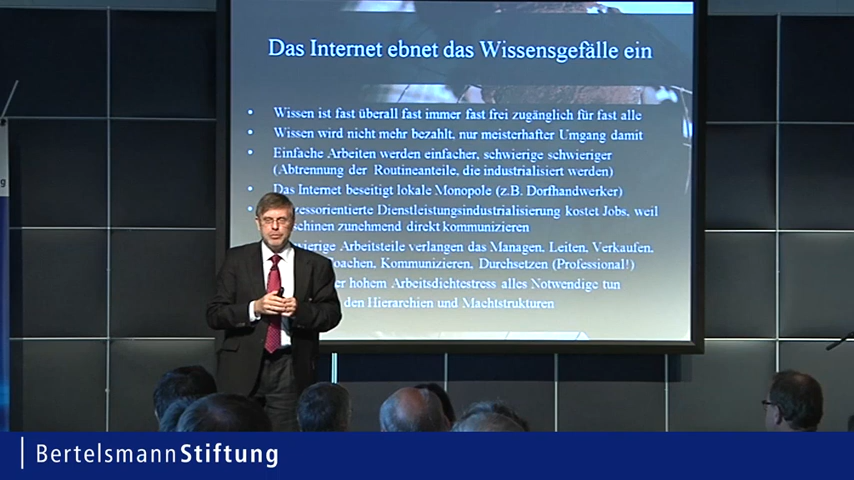 Das Internet ebnet das Wissensgefälle ein
• Wissen ist fast überall fast immer fast frei zugänglich für fast alle
• Wissen wird nicht mehr bezahlt, nur meisterhafter Umgang damit
• Einfache Arbeiten werden einfacher, schwierige schwieriger
(Abtrennung der Routineanteile, die industrialisiert werden)
• Das Internet beseitigt lokale Monopole (z.B. Dorfhandwerker)
• Dienstleistungsindustrialisierung kostet Jobs, weil
zunehmend direkt kommunizieren
Arbeitsteile verlangen das Managen, Leiten, Verkaufen,
Coachen, Kommunizieren, Durchsetzen (Professional!)
hohem Arbeitsdichtestress alles Notwendige tun
den Hierarchien und Machtstrukturen
g
BertelsmannStiftung